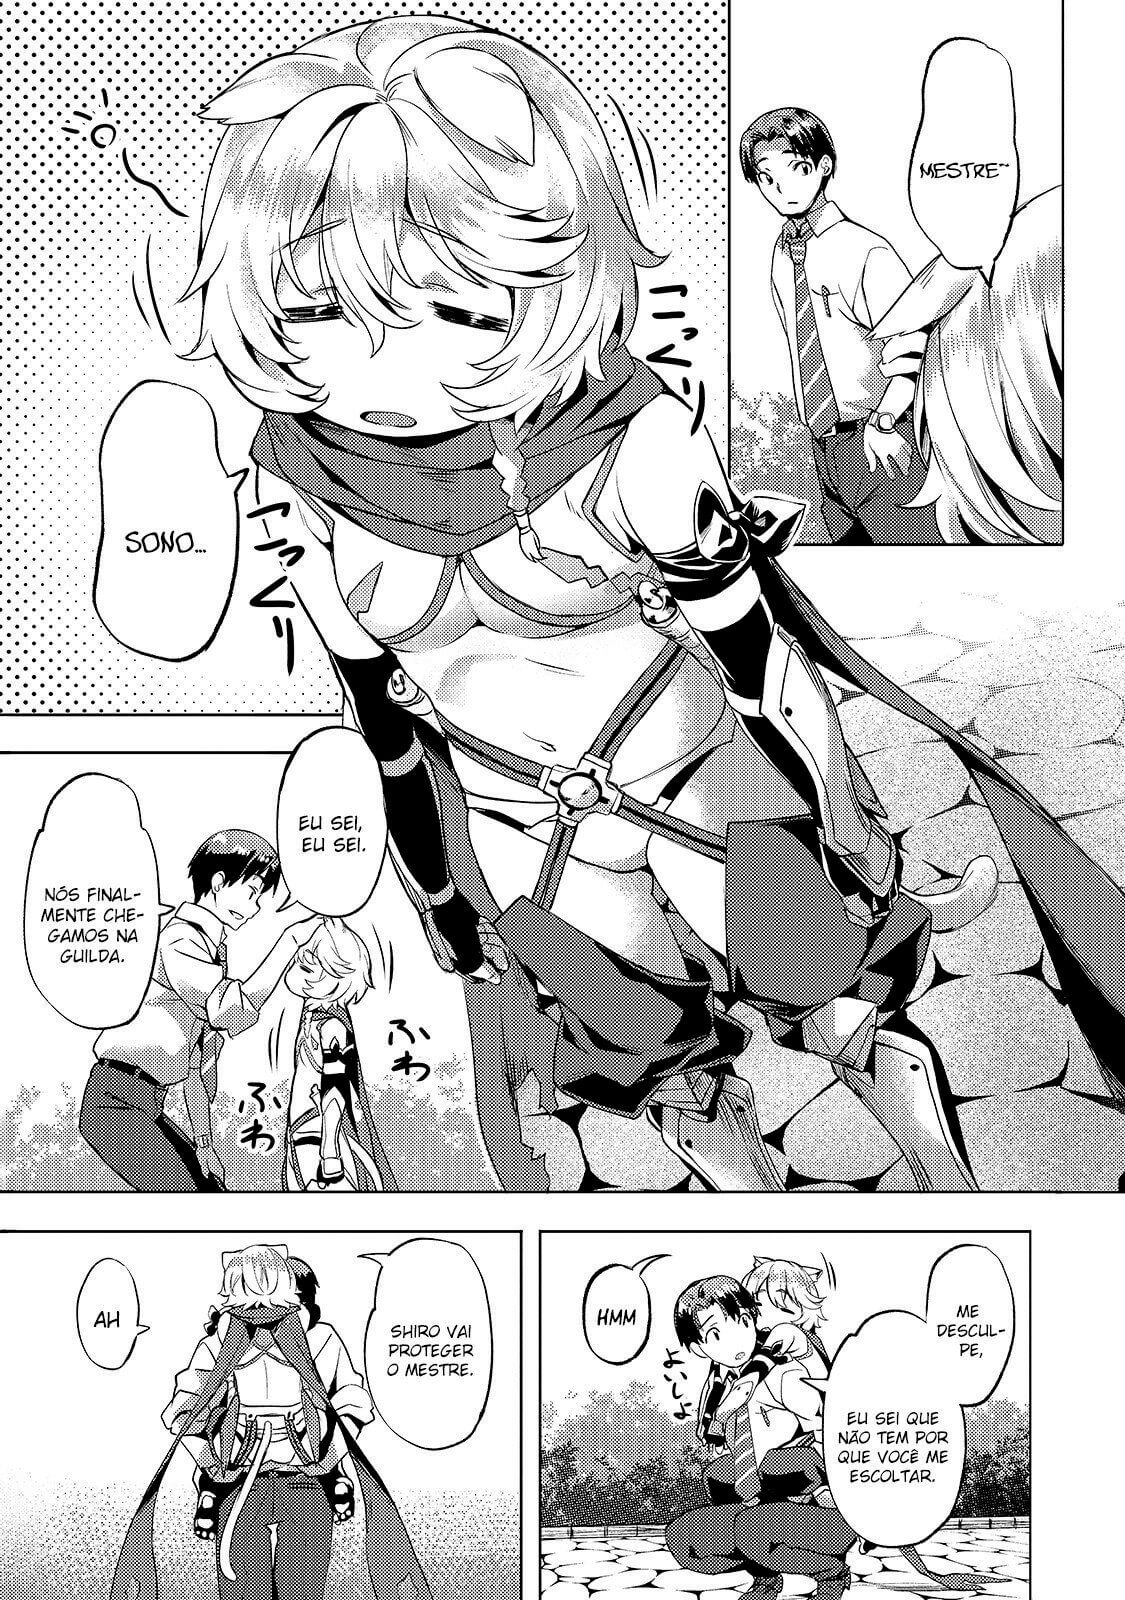 MESTRE~
SONO...
こっくり
こっくり
EU SEI,
EU SEI.
NÓS FINAL-
MENTE CHE-
GAMOS NA
GUILDA.
ふわ
ふわ
ME
DESCUL-
PE,
EU SEI QUE
NÃO TEM POR
QUE VOCÊ ME
ESCOLTAR.
HMM
よいしょ
SHIRO VAI
PROTEGER
O MESTRE.
AH